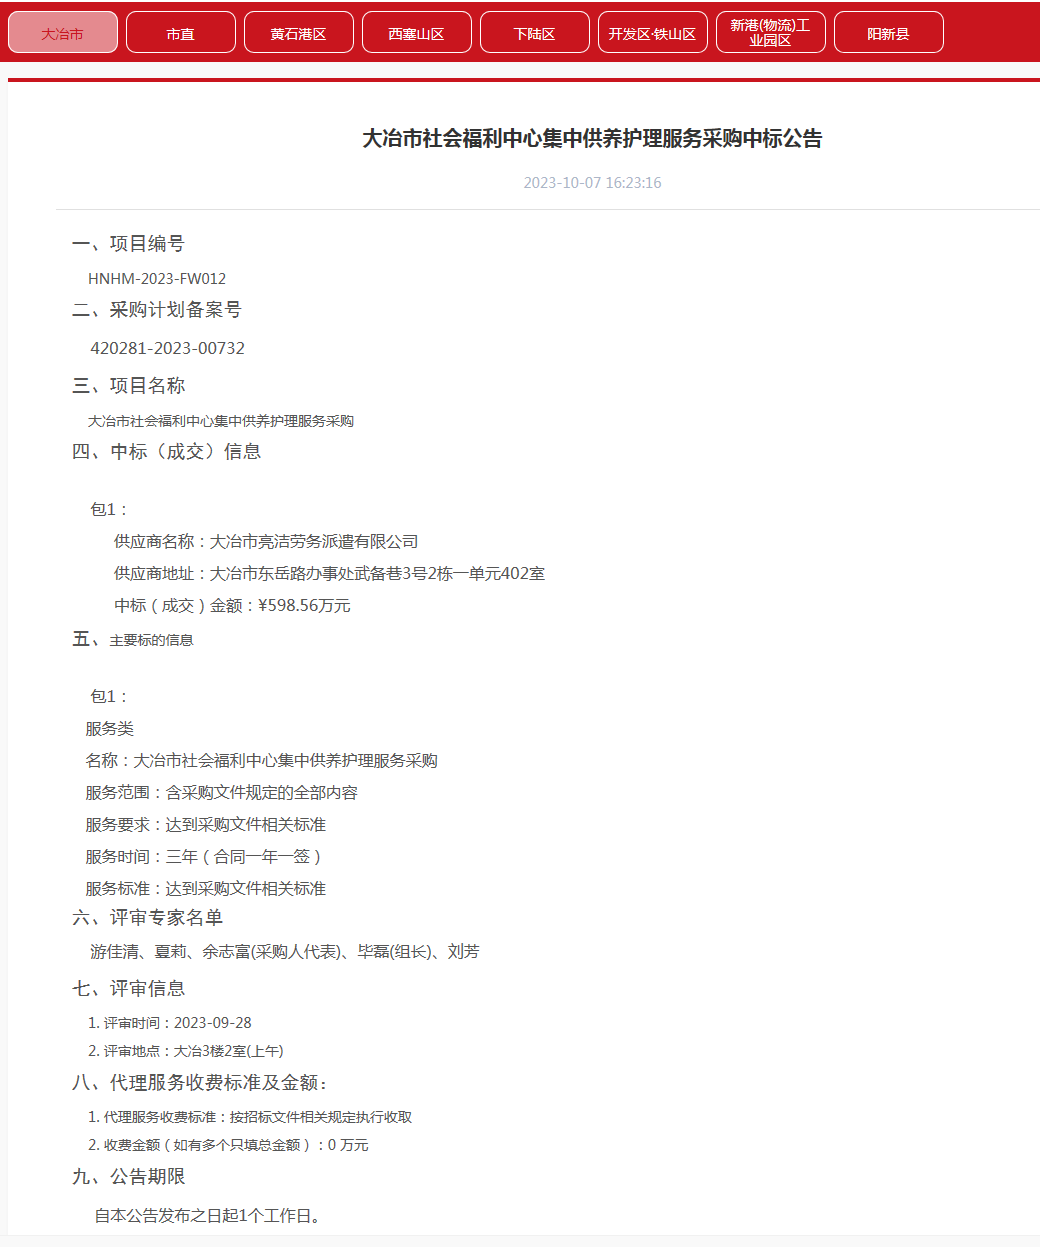 大冶市
市直
黄石港区
西塞山区
下陆区
开发区·铁山区
新港(物流)工
业园区
阳新县
大冶市社会福利中心集中供养护理服务采购中标公告
2023-10-07 16:23:16
一、项目编号
HNHM-2023-FW012
二、采购计划备案号
420281-2023-00732
三、项目名称
大冶市社会福利中心集中供养护理服务采购
四、中标（成交）信息
包1：
供应商名称：大冶市亮洁劳务派遣有限公司
供应商地址：大冶市东岳路办事处武备巷3号2栋一单元402室
中标（成交）金额：¥598.56万元
五、主要标的信息
包1：
服务类
名称：大冶市社会福利中心集中供养护理服务采购
服务范围：含采购文件规定的全部内容
服务要求：达到采购文件相关标准
服务时间：三年（合同一年一签）
服务标准：达到采购文件相关标准
六、评审专家名单
游佳清、夏莉、余志富(采购人代表)、毕磊(组长)、刘芳
七、评审信息
1. 评审时间：2023-09-28
2. 评审地点：大冶3楼2室(上午)
八、代理服务收费标准及金额：
1. 代理服务收费标准：按招标文件相关规定执行收取
2. 收费金额（如有多个只填总金额）：0 万元
九、公告期限
自本公告发布之日起1个工作日。